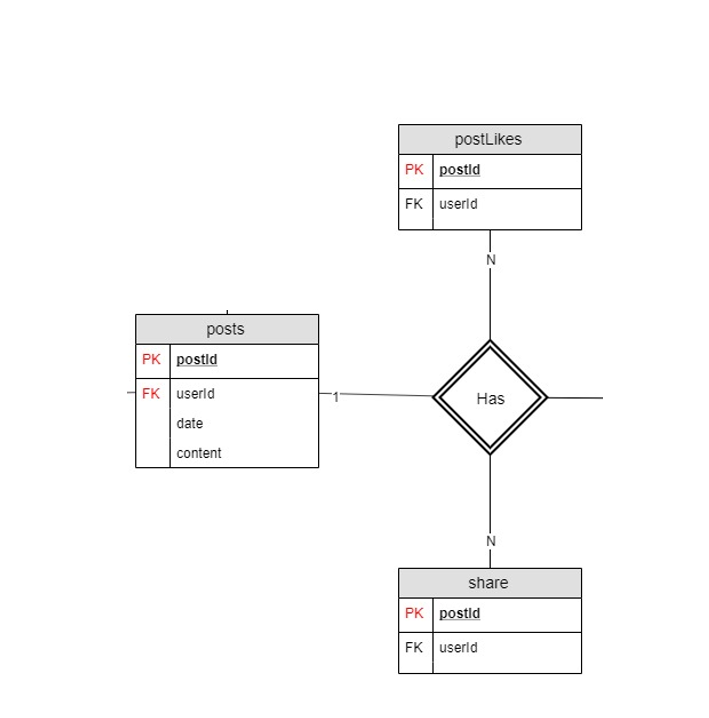 postLikes
PK postId
FK userId
N
posts
PK postId
FK userId
date
content
1
Has
N
share
PK postId
FK userId